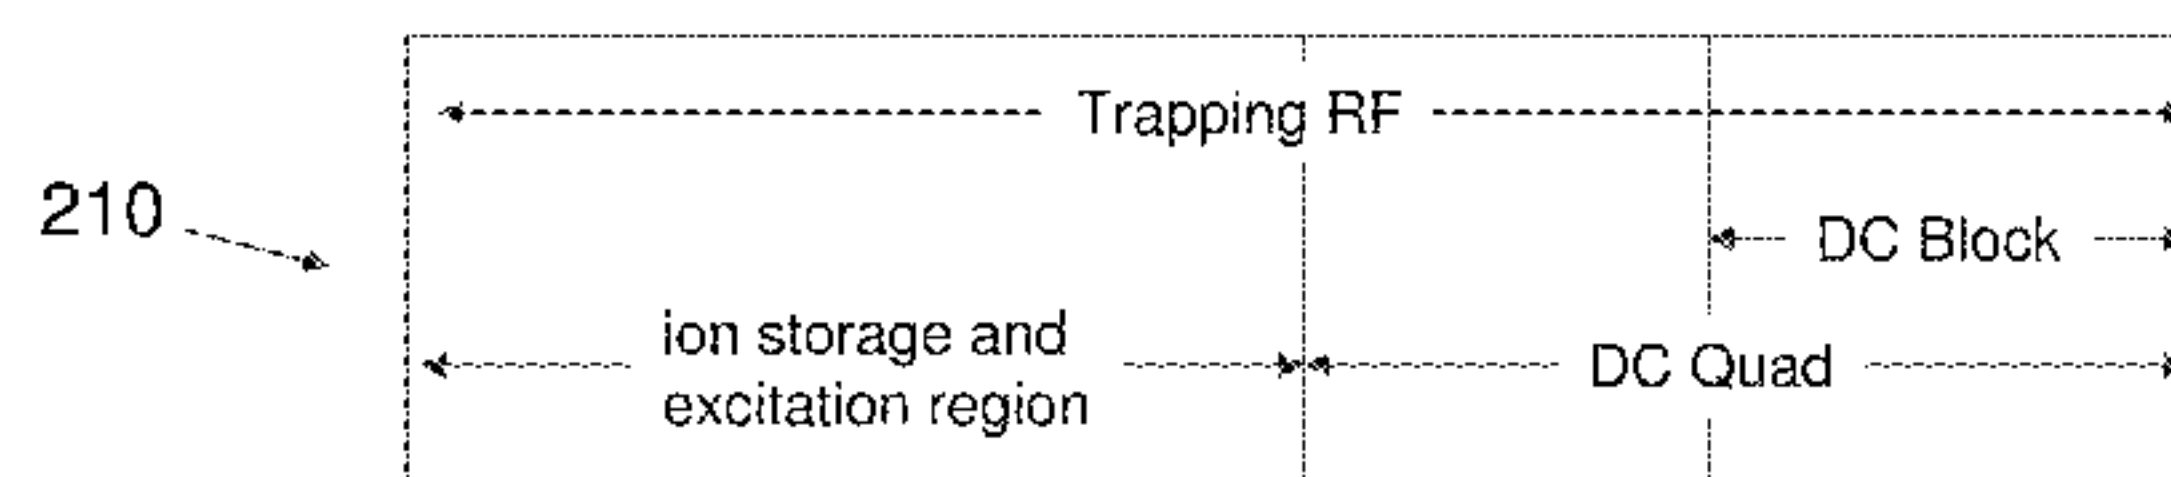 Trapping RF
210
DC Block
ion storage and
excitation region
DC Quad